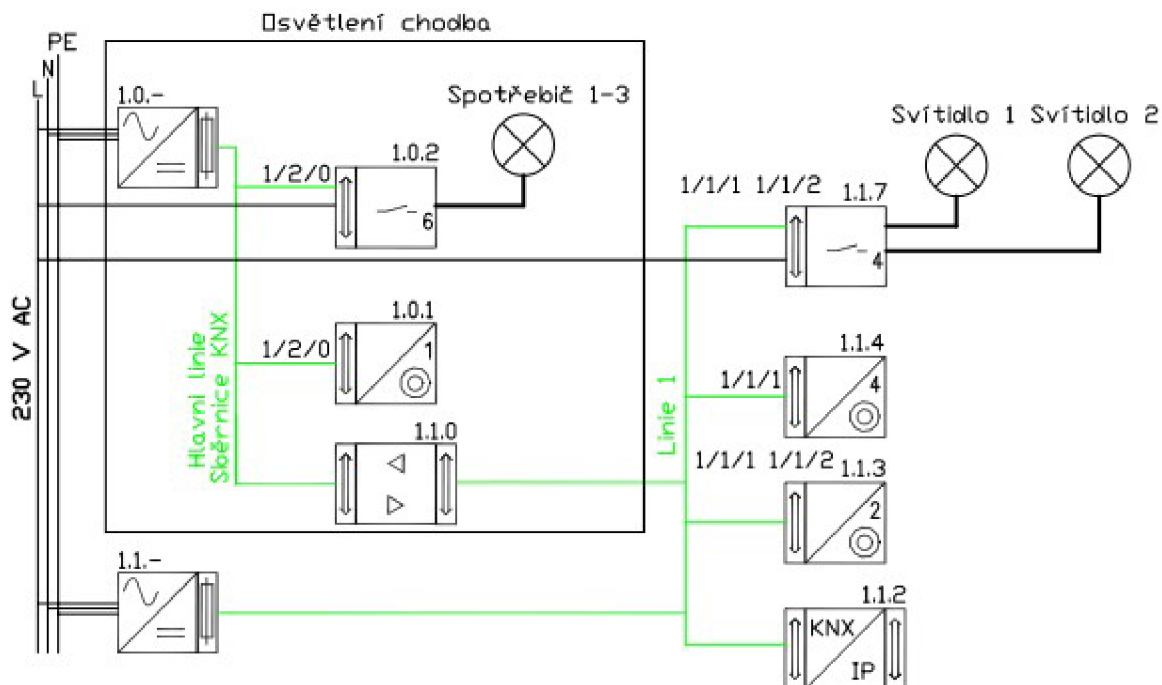 Osvětlení chodba
PE
N
L
1.0.-
Spotřebič 1-3
Svítidlo 1 Svítidlo 2
1.0.2
1/2/0
6
1/1/1 1/1/2
1.1.7
4
230 V AC
Hlavni linie
Sběrnice KNX
1.0.1
1/2/0
1
Linie 1
1.1.4
1/1/1
4
1.1.0
1/1/1 1/1/2
1.1.3
2
1.1.-
1.1.2
KNX
IP